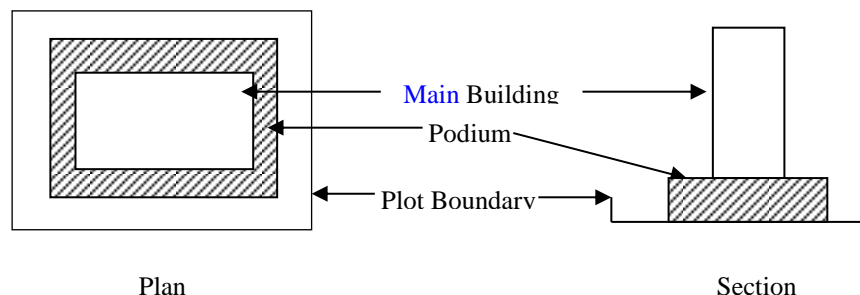 Main Building
Podium
Plot Boundary
Plan
Section